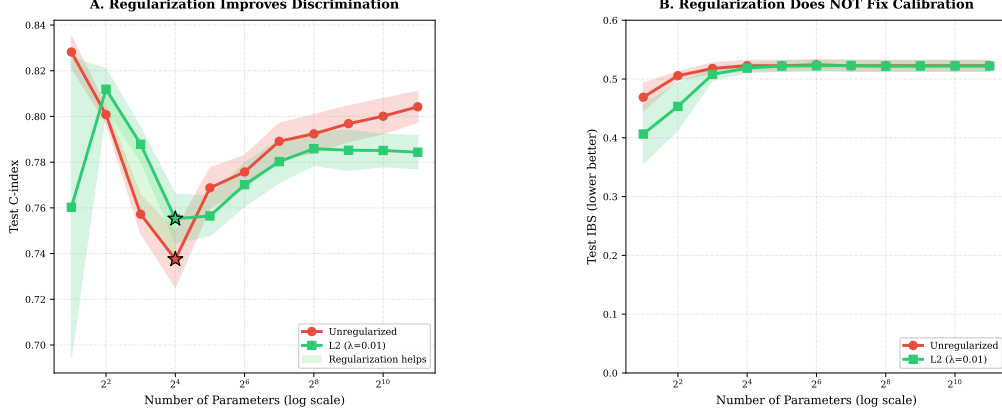 A. Regularization Improves Discrimination
0.84
0.82
0.80
0.78
0.76
0.74
0.72
0.70
Test C-index
2² 2⁴ 2⁶ 2⁸ 2¹⁰
Number of Parameters (log scale)
Unregularized
L2 (λ=0.01)
Regularization helps
B. Regularization Does NOT Fix Calibration
0.6
0.5
0.4
0.3
0.2
0.1
0.0
Test IBS (lower better)
2² 2⁴ 2⁶ 2⁸ 2¹⁰
Number of Parameters (log scale)
Unregularized
L2 (λ=0.01)